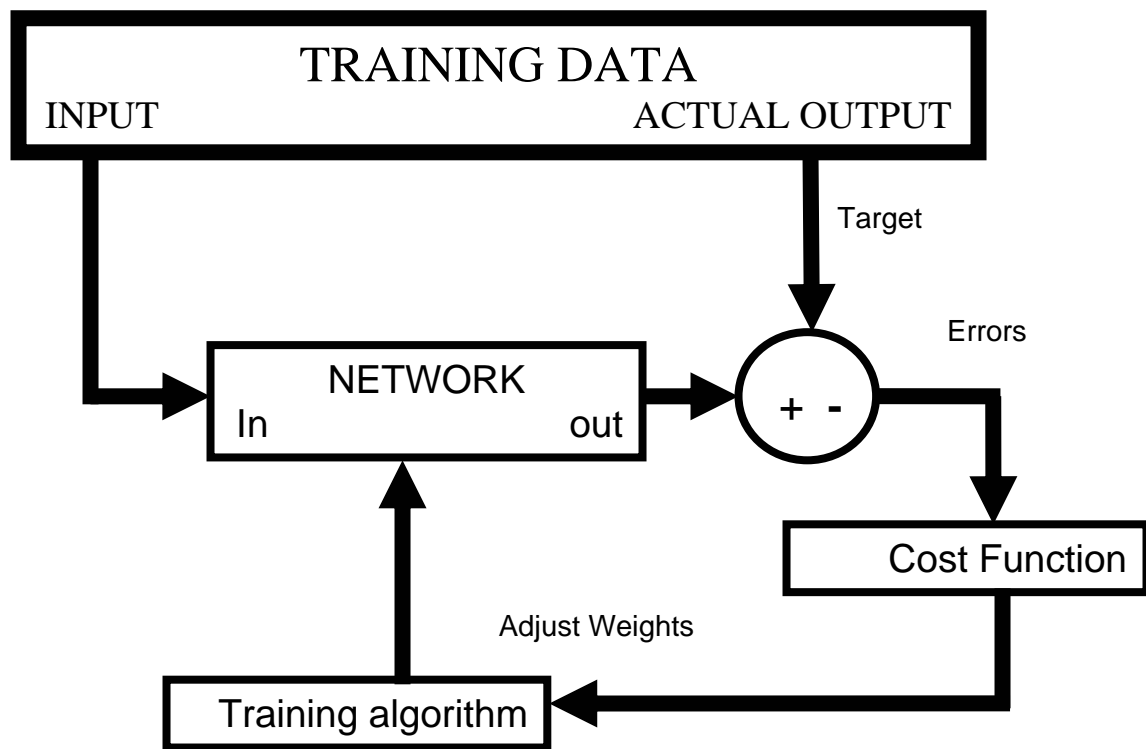 TRAINING DATA
INPUT ACTUAL OUTPUT
Target
Errors
NETWORK
In out
+ -
Cost Function
Adjust Weights
Training algorithm